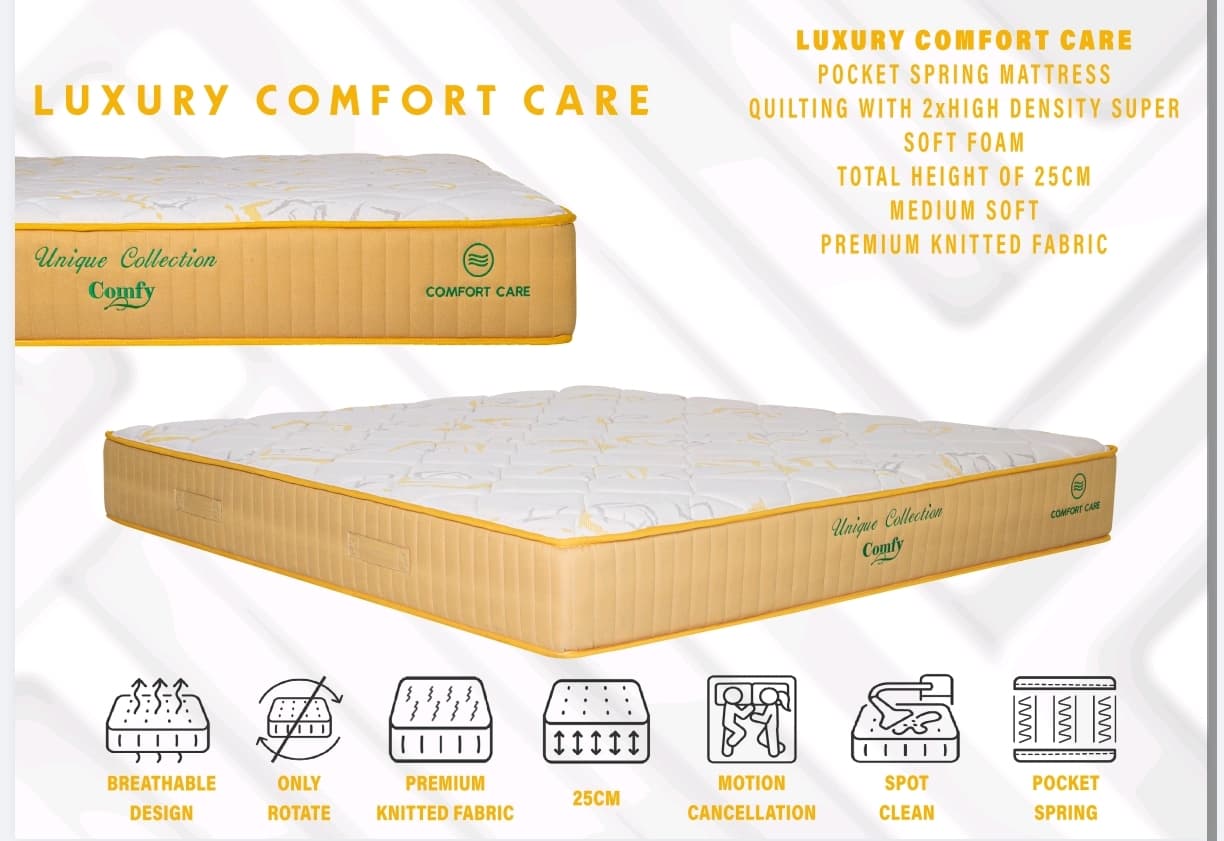 LUXURY COMFORT CARE
LUXURY COMFORT CARE
POCKET SPRING MATTRESS
QUILTING WITH 2xHIGH DENSITY SUPER
SOFT FOAM
TOTAL HEIGHT OF 25CM
MEDIUM SOFT
PREMIUM KNITTED FABRIC
Unique Collection
Comfy
COMFORT CARE
Unique Collection
Comfy
COMFORT CARE
BREATHABLE
DESIGN
ONLY
ROTATE
PREMIUM
KNITTED FABRIC
25CM
MOTION
CANCELLATION
SPOT
CLEAN
POCKET
SPRING